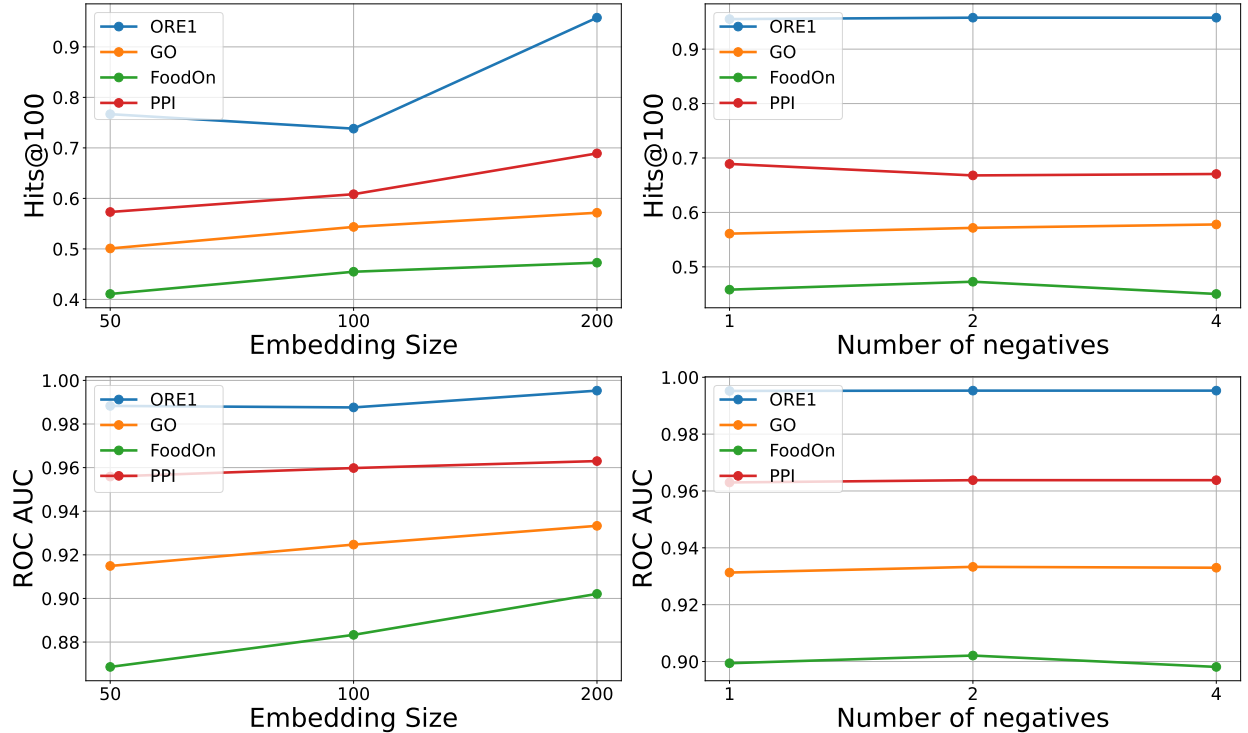 Hits@100
0.9
0.8
0.7
0.6
0.5
0.4
ORE1
GO
FoodOn
PPI
50
100
200
Embedding Size
Hits@100
0.9
0.8
0.7
0.6
0.5
ORE1
GO
FoodOn
PPI
1
2
4
Number of negatives
ROC AUC
1.00
0.98
0.96
0.94
0.92
0.90
0.88
ORE1
GO
FoodOn
PPI
50
100
200
Embedding Size
ROC AUC
1.00
0.98
0.96
0.94
0.92
0.90
ORE1
GO
FoodOn
PPI
1
2
4
Number of negatives